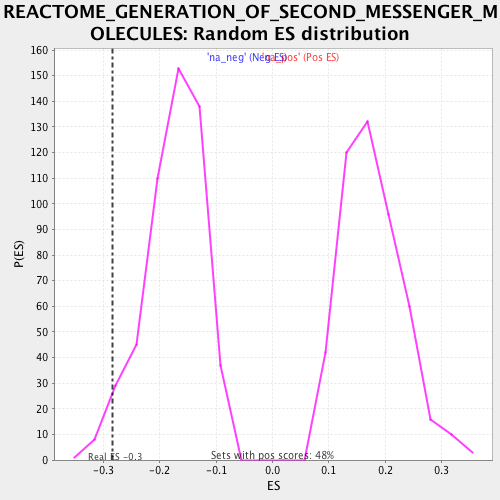 REACTOME_GENERATION_OF_SECOND_MESSENGER_M
OLECULES: Random ES distribution
'na_neg' (Neg ES)
'na_pos' (Pos ES)
160
150
140
130
120
110
100
90
80
70
60
50
40
30
20
10
0
P(ES)
Real ES -0.3
Sets with pos scores: 48%
-0.3 -0.2 -0.1 0.0 0.1 0.2 0.3
ES